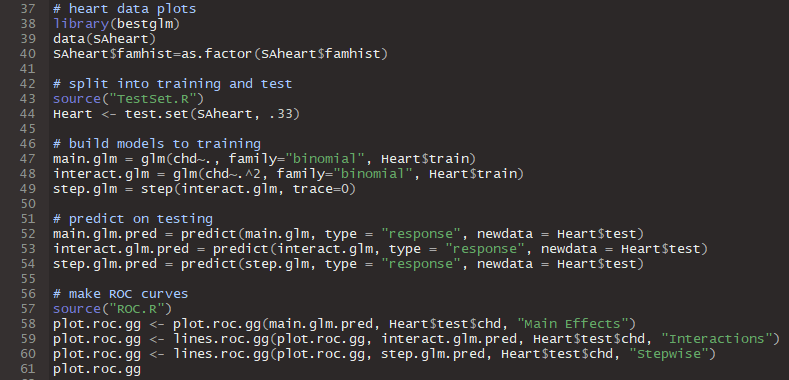 37 # heart data plots
38 library(bestglm)
39 data(SAheart)
40 SAheart$famhist=as.factor(SAheart$famhist)
41
42 # split into training and test
43 source("TestSet.R")
44 Heart <- test.set(SAheart, .33)
45
46 # build models to training
47 main.glm = glm(chd~., family="binomial", Heart$train)
48 interact.glm = glm(chd~.^2, family="binomial", Heart$train)
49 step.glm = step(interact.glm, trace=0)
50
51 # predict on testing
52 main.glm.pred = predict(main.glm, type = "response", newdata = Heart$test)
53 interact.glm.pred = predict(interact.glm, type = "response", newdata = Heart$test)
54 step.glm.pred = predict(step.glm, type = "response", newdata = Heart$test)
55
56 # make ROC curves
57 source("ROC.R")
58 plot.roc.gg <- plot.roc.gg(main.glm.pred, Heart$test$chd, "Main Effects")
59 plot.roc.gg <- lines.roc.gg(plot.roc.gg, interact.glm.pred, Heart$test$chd, "Interactions")
60 plot.roc.gg <- lines.roc.gg(plot.roc.gg, step.glm.pred, Heart$test$chd, "Stepwise")
61 plot.roc.gg